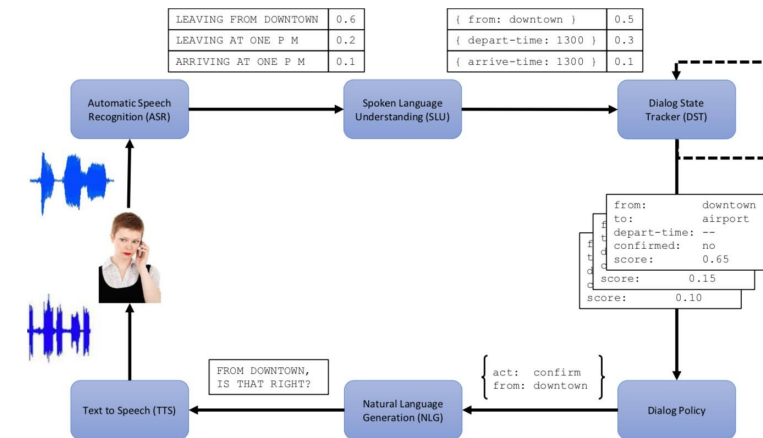 LEAVING FROM DOWNTOWN 0.6
LEAVING AT ONE P M 0.2
ARRIVING AT ONE P M 0.1
{ from: downtown } 0.5
{ depart-time: 1300 } 0.3
{ arrive-time: 1300 } 0.1
Automatic Speech
Recognition (ASR)
Spoken Language
Understanding (SLU)
Dialog State
Tracker (DST)
from: downtown
to: airport
depart-time: --
confirmed: no
score: 0.65
score: 0.15
score: 0.10
act: confirm
from: downtown
FROM DOWNTOWN,
IS THAT RIGHT?
Text to Speech (TTS)
Natural Language
Generation (NLG)
Dialog Policy